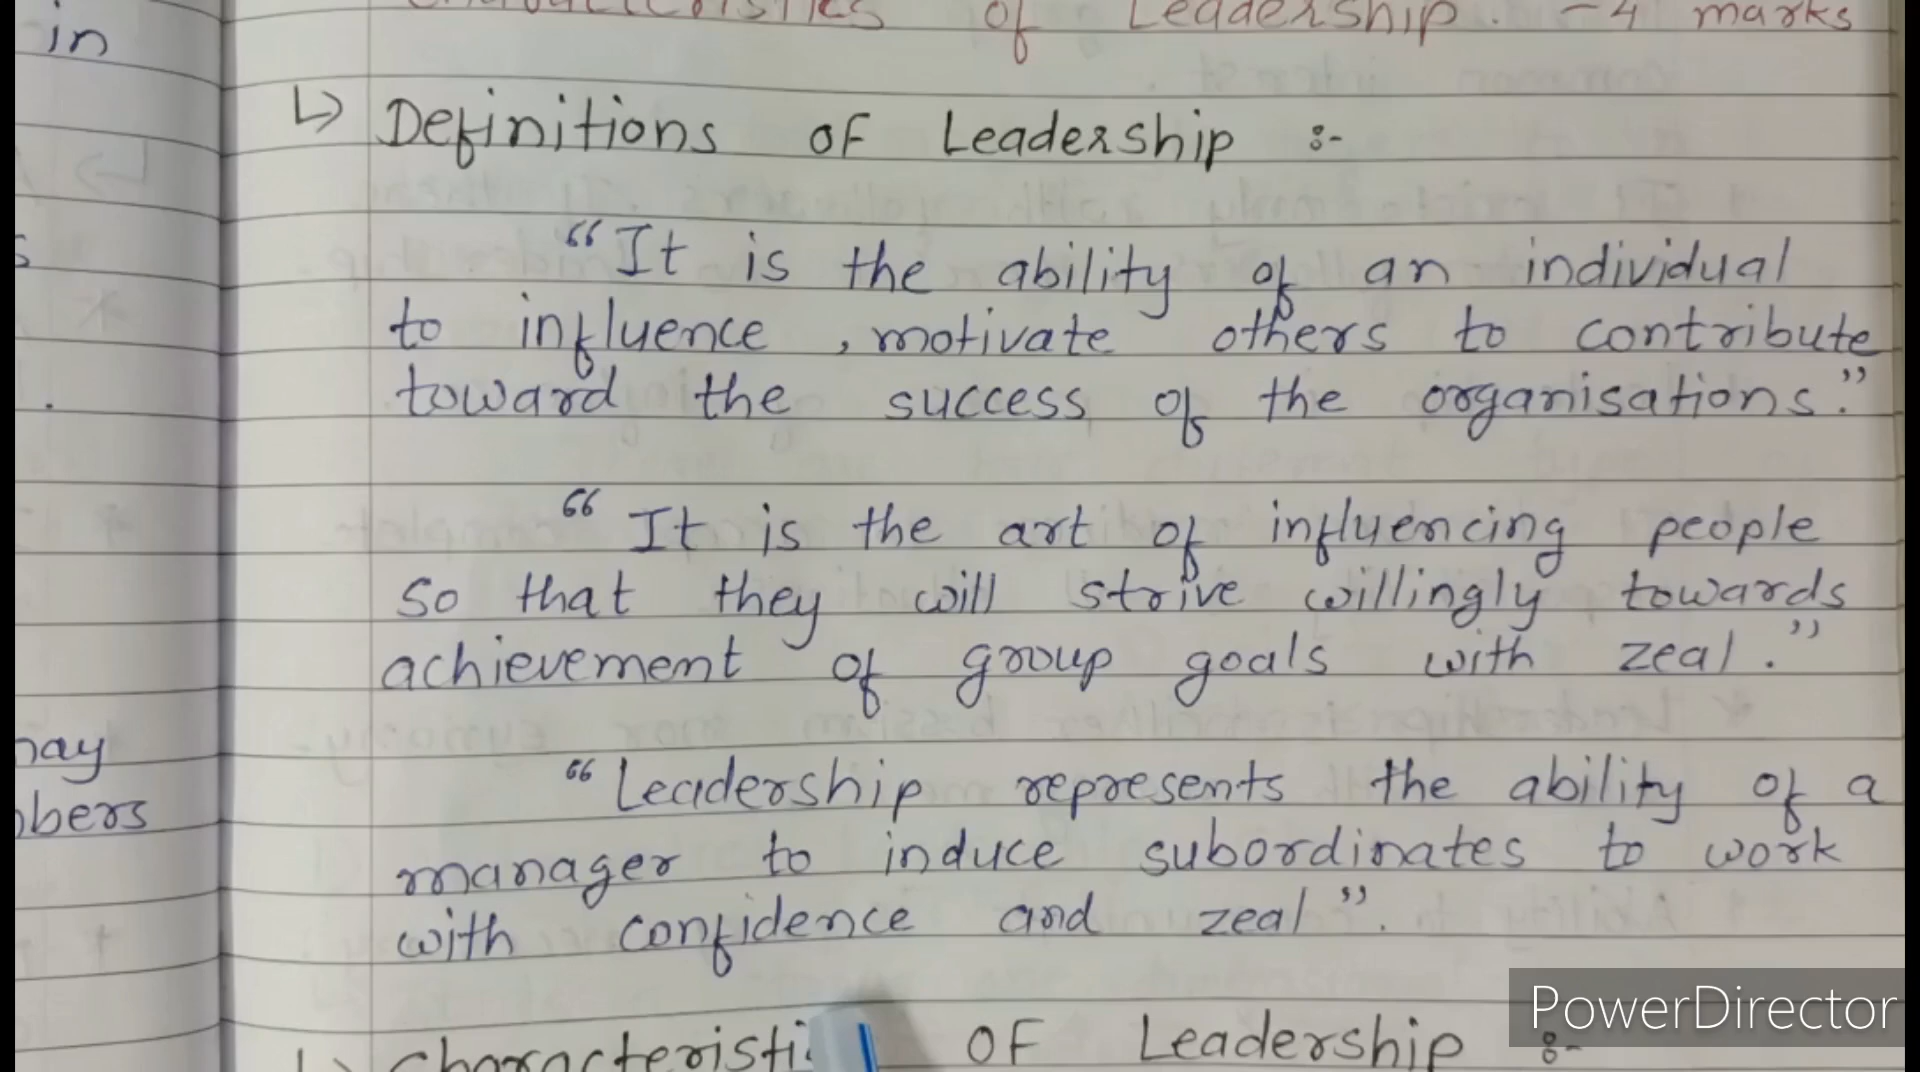 in
Characteristics of Leadership. - 4 marks
↳ Definitions OF Leadership :-
“It is the ability of an individual
to influence, motivate others to contribute
toward the success of the organisations.”
“It is the art of influencing people
so that they will strive willingly towards
achievement of group goals with zeal.”
“Leadership represents the ability of a
manager to induce subordinates to work
with confidence and zeal”.
OF Leadership :-
PowerDirector